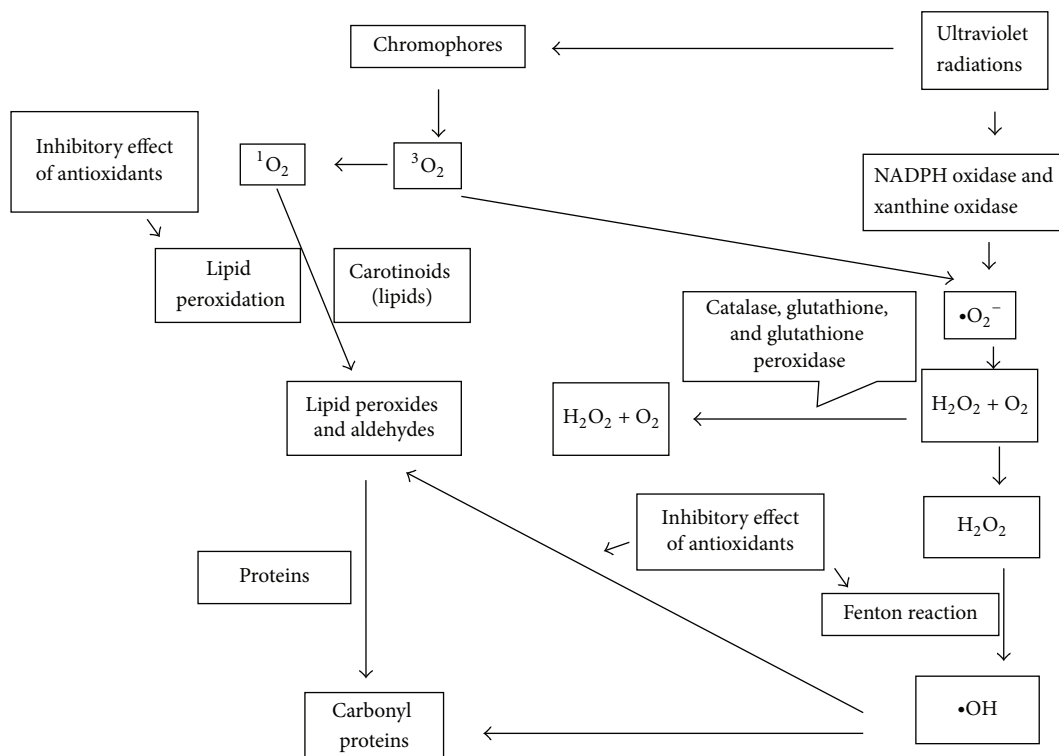 Chromophores
Ultraviolet
radiations
Inhibitory effect
of antioxidants
¹O₂
³O₂
NADPH oxidase and
xanthine oxidase
Lipid
peroxidation
Carotinoids
(lipids)
Catalase, glutathione,
and glutathione
peroxidase
•O₂⁻
Lipid peroxides
and aldehydes
H₂O₂ + O₂
H₂O₂ + O₂
Inhibitory effect
of antioxidants
H₂O₂
Proteins
Fenton reaction
Carbonyl
proteins
•OH